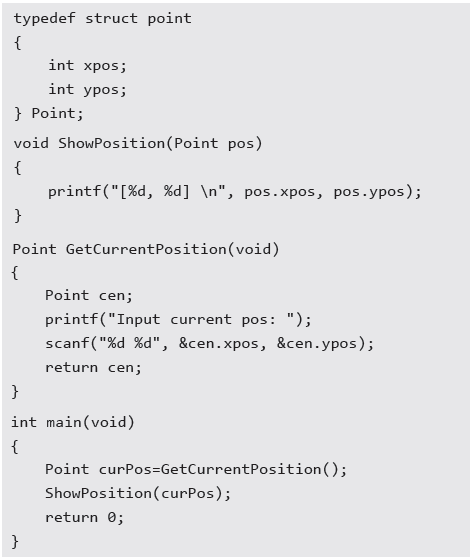 typedef struct point
{
    int xpos;
    int ypos;
} Point;
void ShowPosition(Point pos)
{
    printf("[%d, %d] \n", pos.xpos, pos.ypos);
}
Point GetCurrentPosition(void)
{
    Point cen;
    printf("Input current pos: ");
    scanf("%d %d", &cen.xpos, &cen.ypos);
    return cen;
}
int main(void)
{
    Point curPos=GetCurrentPosition();
    ShowPosition(curPos);
    return 0;
}